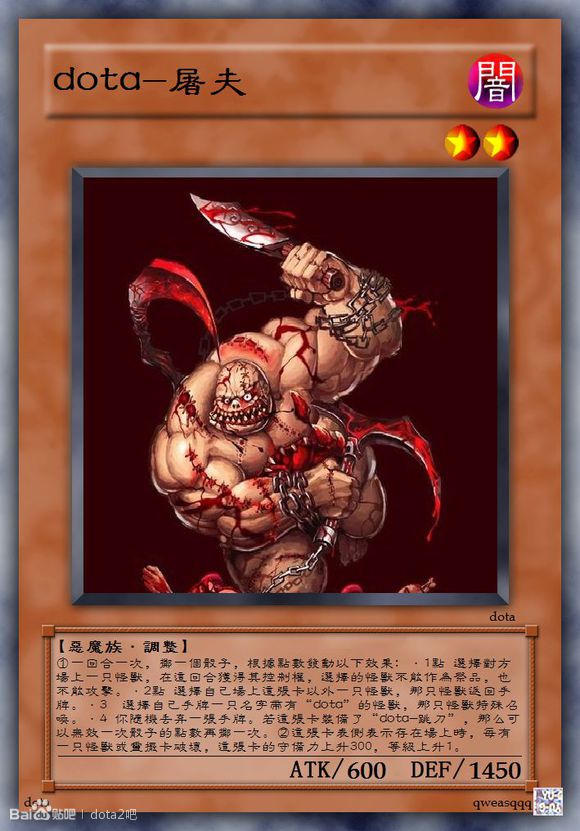 dota-屠夫
闇
dota
【惡魔族·調整】
①一回合一次，擲一個骰子，根據點數發動以下效果：·1點 選擇對方
場上一只怪獸，在這回合獲得其控制權，選擇的怪獸不能作為祭品，也
不能攻擊。·2點 選擇自己場上這張卡以外一只怪獸，那只怪獸返回手
牌。·3 選擇自己手牌一只名字帶有“dota”的怪獸，那只怪獸特殊召
喚。·4 你隨機丟弃一張手牌。若這張卡裝備了“dota-跳刀”，那么可
以無效一次骰子的點數再擲一次。②這張卡表側表示存在場上時，每有
一只怪獸或靈擺卡破壞，這張卡的守備力上升300，等級上升1。
ATK/600 DEF/1450
qweasqqq
Bai 贴吧 | dota2吧